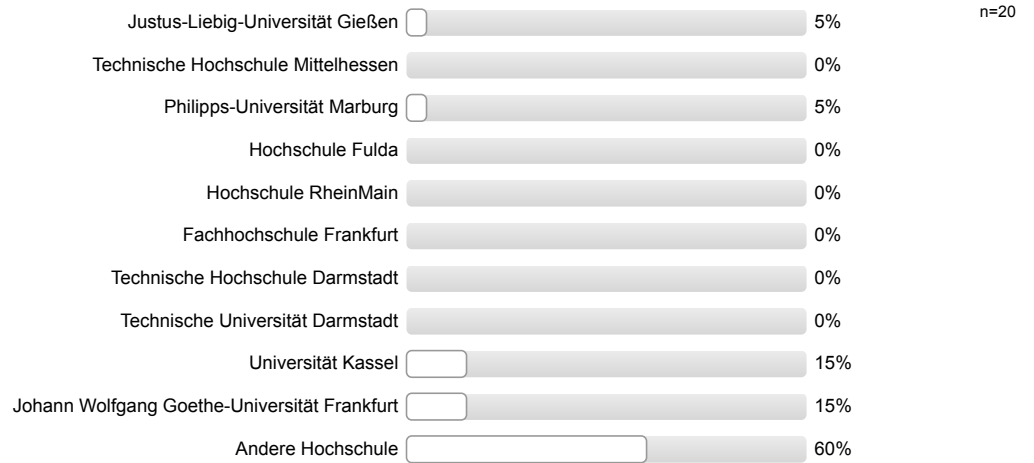 Justus-Liebig-Universität Gießen 5% n=20
Technische Hochschule Mittelhessen 0%
Philipps-Universität Marburg 5%
Hochschule Fulda 0%
Hochschule RheinMain 0%
Fachhochschule Frankfurt 0%
Technische Hochschule Darmstadt 0%
Technische Universität Darmstadt 0%
Universität Kassel 15%
Johann Wolfgang Goethe-Universität Frankfurt 15%
Andere Hochschule 60%